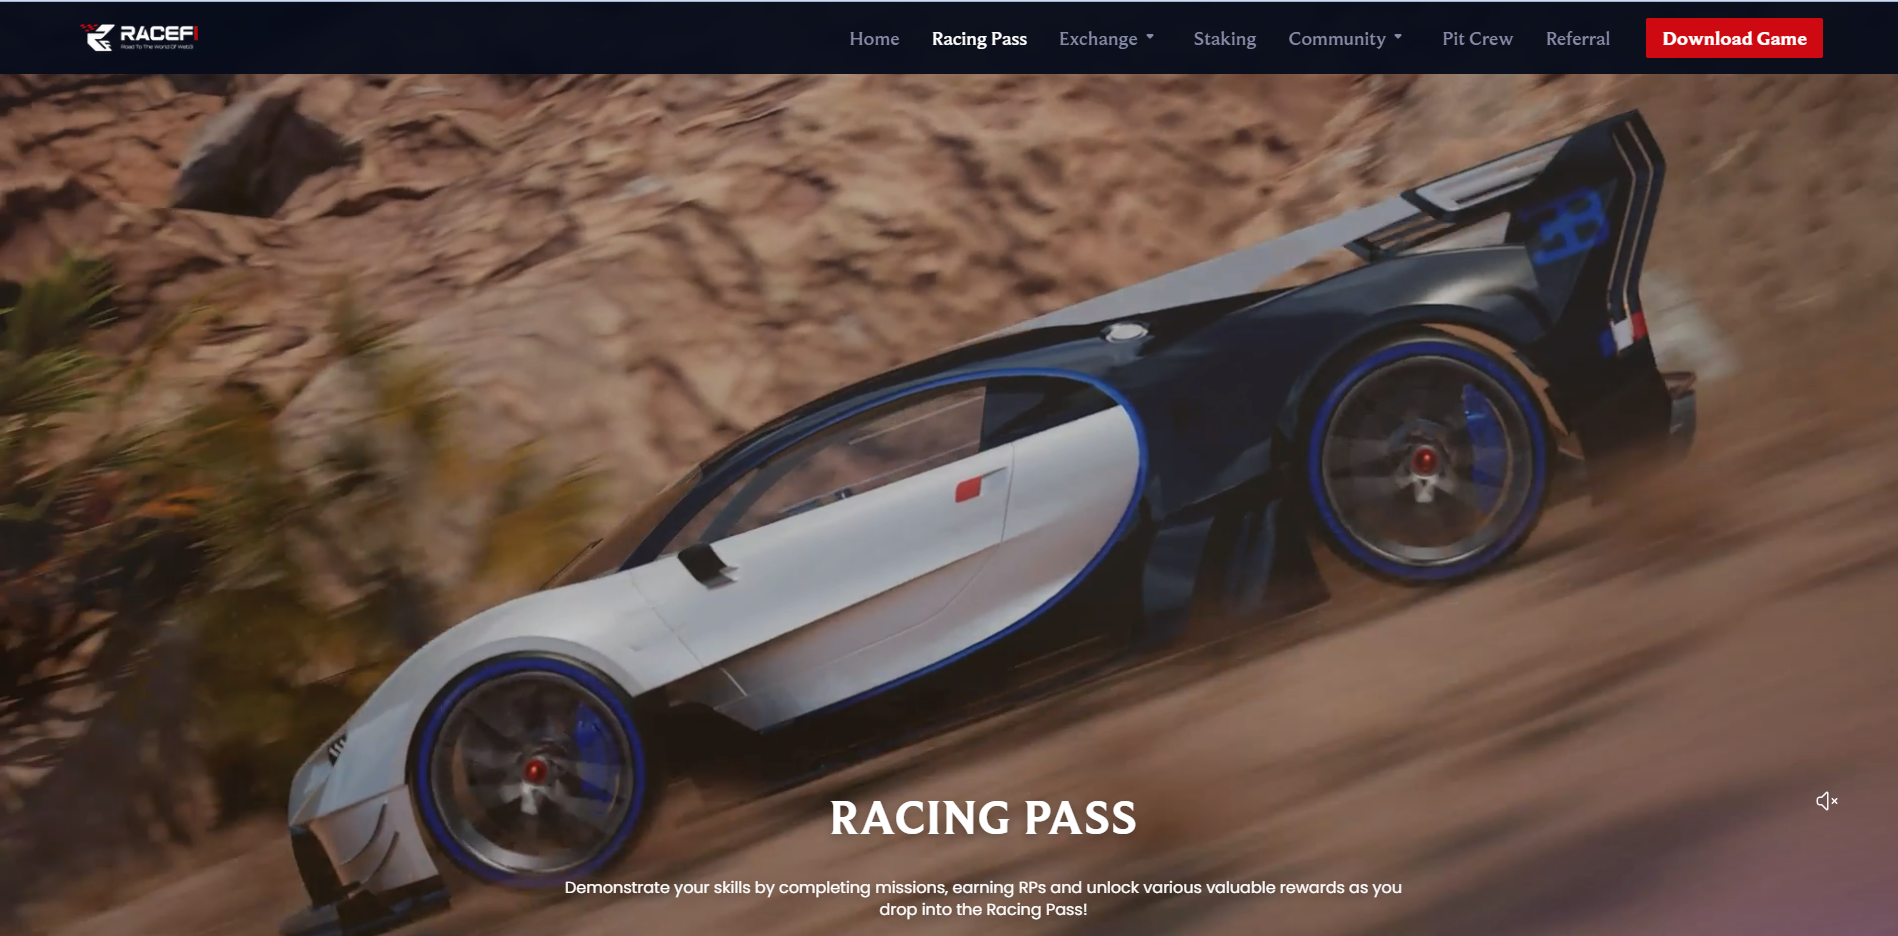 RACEFI
Road To The World Of Web3
Home
Racing Pass
Exchange
Staking
Community
Pit Crew
Referral
Download Game
RACING PASS
Demonstrate your skills by completing missions, earning RPs and unlock various valuable rewards as you
drop into the Racing Pass!